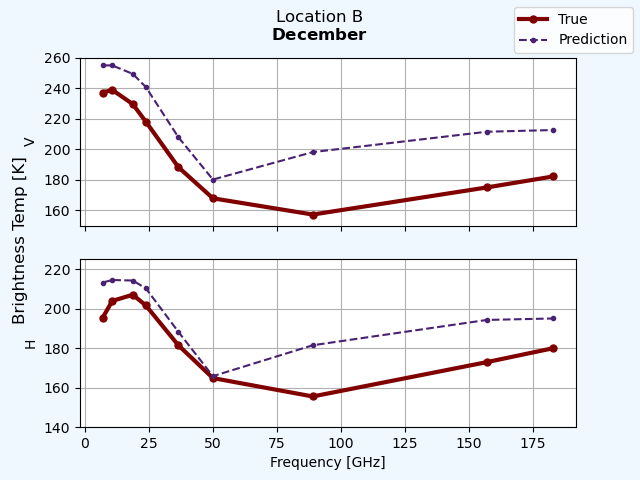 Location B
December
True
Prediction
260
240
220
200
180
160
V
Brightness Temp [K]
220
200
180
160
140
H
0
25
50
75
100
125
150
175
Frequency [GHz]